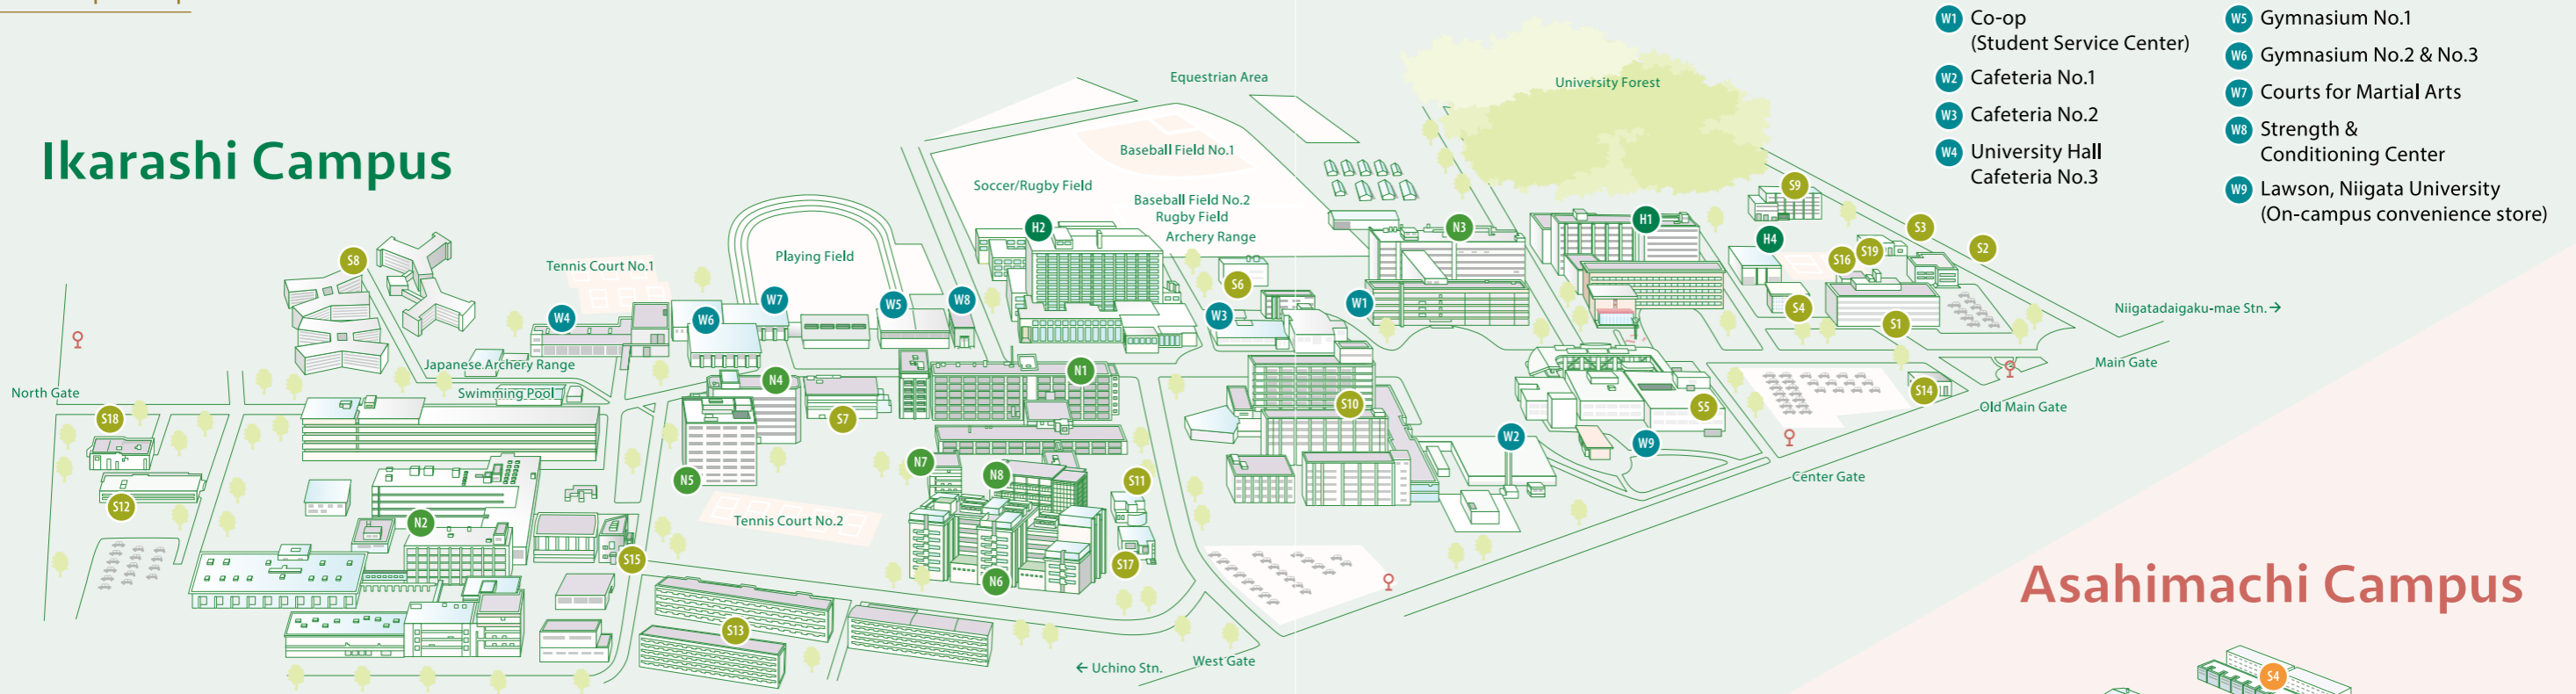 W1 Co-op
(Student Service Center)
W2 Cafeteria No.1
W3 Cafeteria No.2
W4 University Hall
Cafeteria No.3
W5 Gymnasium No.1
W6 Gymnasium No.2 & No.3
W7 Courts for Martial Arts
W8 Strength &
Conditioning Center
W9 Lawson, Niigata University
(On-campus convenience store)
Ikarashi Campus
Equestrian Area
University Forest
Baseball Field No.1
Soccer/Rugby Field
Baseball Field No.2
Rugby Field
Archery Range
S9
H2
N3
H1
S3
H4
S2
S16
S19
S8
Tennis Court No.1
Playing Field
S6
W7
W5
W8
W1
S4
Niigatadaigaku-mae Stn. →
W4
W6
W3
S1
Japanese Archery Range
Main Gate
North Gate
Swimming Pool
N4
N1
S14
Old Main Gate
S18
S7
S10
S5
W2
W9
N7
N8
N5
S11
Center Gate
S12
N2
Tennis Court No.2
S15
S17
N6
Asahimachi Campus
S13
← Uchino Stn.
West Gate
S4